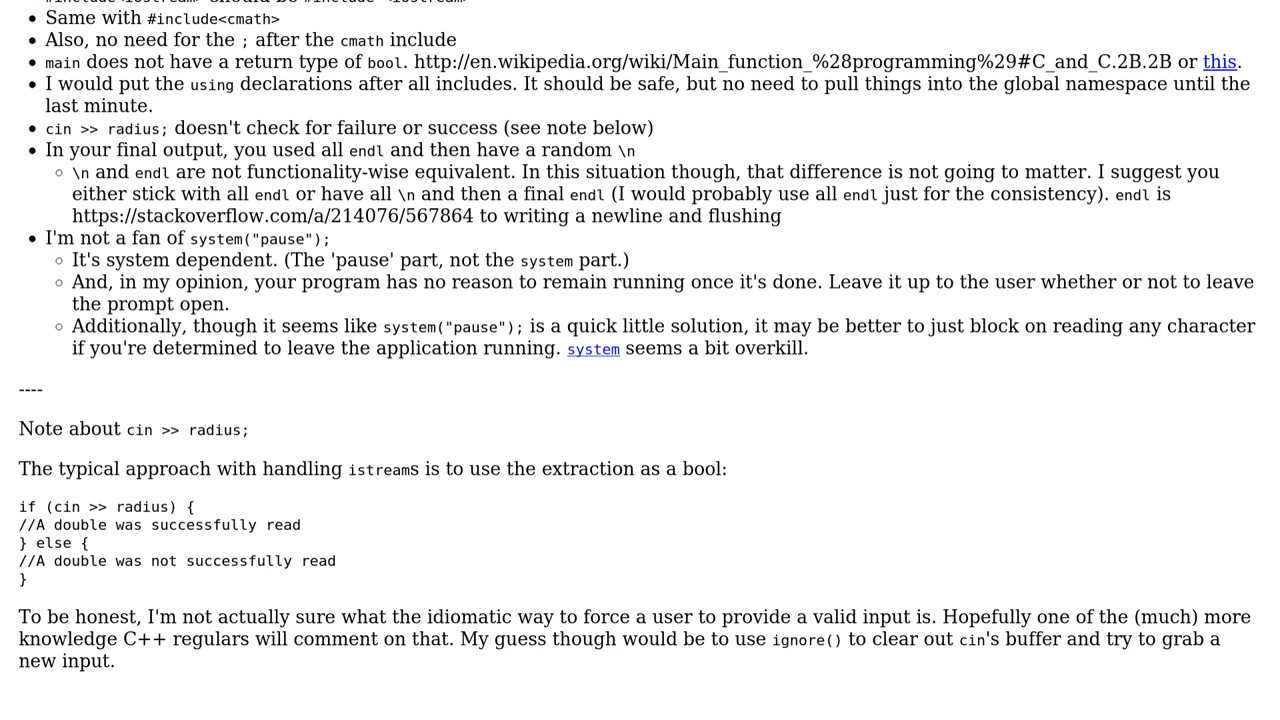 #include<iostream> should be #include <iostream>
Same with #include<cmath>
Also, no need for the ; after the cmath include
main does not have a return type of bool. http://en.wikipedia.org/wiki/Main_function_%28programming%29#C_and_C.2B.2B or this.
I would put the using declarations after all includes. It should be safe, but no need to pull things into the global namespace until the
last minute.
cin >> radius; doesn't check for failure or success (see note below)
In your final output, you used all endl and then have a random \n
\n and endl are not functionality-wise equivalent. In this situation though, that difference is not going to matter. I suggest you
either stick with all endl or have all \n and then a final endl (I would probably use all endl just for the consistency). endl is
https://stackoverflow.com/a/214076/567864 to writing a newline and flushing
I'm not a fan of system("pause");
It's system dependent. (The 'pause' part, not the system part.)
And, in my opinion, your program has no reason to remain running once it's done. Leave it up to the user whether or not to leave
the prompt open.
Additionally, though it seems like system("pause"); is a quick little solution, it may be better to just block on reading any character
if you're determined to leave the application running. system seems a bit overkill.
----
Note about cin >> radius;
The typical approach with handling istreams is to use the extraction as a bool:
if (cin >> radius) {
//A double was successfully read
} else {
//A double was not successfully read
}
To be honest, I'm not actually sure what the idiomatic way to force a user to provide a valid input is. Hopefully one of the (much) more
knowledge C++ regulars will comment on that. My guess though would be to use ignore() to clear out cin's buffer and try to grab a
new input.